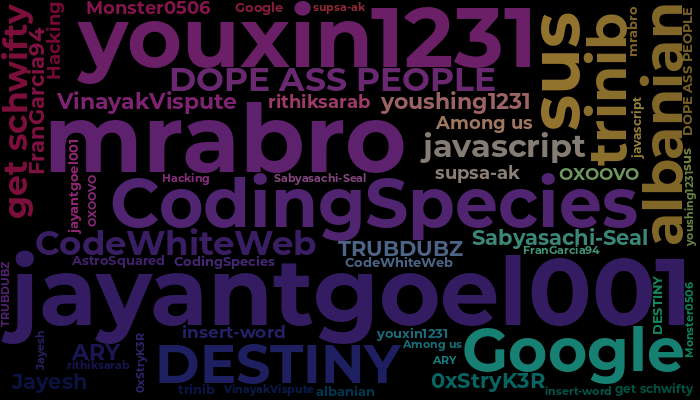 Monster0506
Google
supsa-ak
youxin1231
sus
trinib
mrabro
albanian
DOPE ASS PEOPLE
get schwifty
FranGarcia94
Hacking
DOPE ASS PEOPLE
VinayakVispute
rithiksarab
youshing1231
Among us
javascript
mrabro
javascript
supsa-ak
oxoovo
sus
youshing1231
jayantgoel001
oxoovo
Hacking
Sabyasachi-Seal
CodingSpecies
CodeWhiteWeb
TRUBDUBZ
Sabyasachi-Seal
FranGarcia94
AstroSquared
CodingSpecies
CodeWhiteWeb
TRUBDUBZ
jayantgoel001
DESTINY
Monster0506
insert-word
youxin1231
Among us
Google
Jayesh
ARY
rithiksarab
0xStryK3R
DESTINY
ARY
Jayesh
trinib
VinayakVispute
albanian
0xStryK3R
insert-word
get schwifty